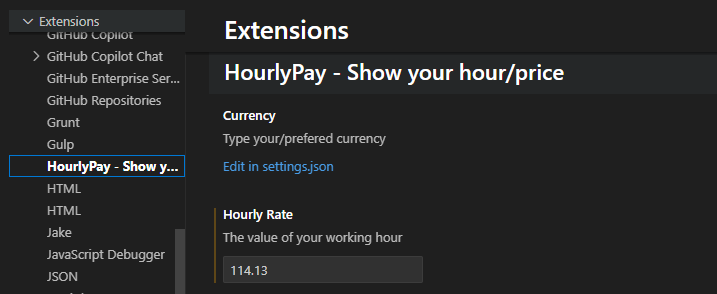 Extensions
GitHub Copilot
GitHub Copilot Chat
GitHub Enterprise Ser...
GitHub Repositories
Grunt
Gulp
HourlyPay - Show y...
HTML
HTML
Jake
JavaScript Debugger
JSON
Extensions
HourlyPay - Show your hour/price
Currency
Type your/prefered currency
Edit in settings.json
Hourly Rate
The value of your working hour
114.13